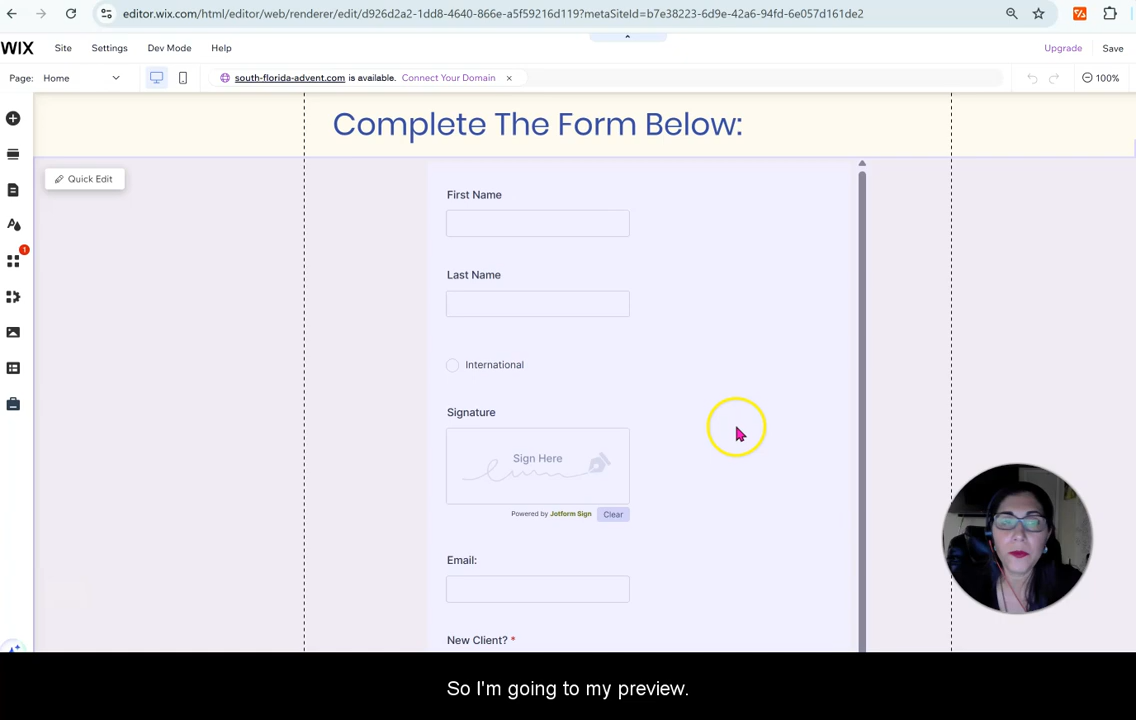 editor.wix.com/html/editor/web/renderer/edit/d926d2a2-1dd8-4640-866e-a5f59216d119?metaSiteId=b7e38223-6d9e-42a6-94fd-6e057d161de2
WIX Site Settings Dev Mode Help Upgrade Save
Page: Home south-florida-advent.com is available. Connect Your Domain 100%
Complete The Form Below:
Quick Edit
First Name
1
Last Name
International
Signature
Sign Here
Powered by Jotform Sign Clear
Email:
New Client? *
So I'm going to my preview.